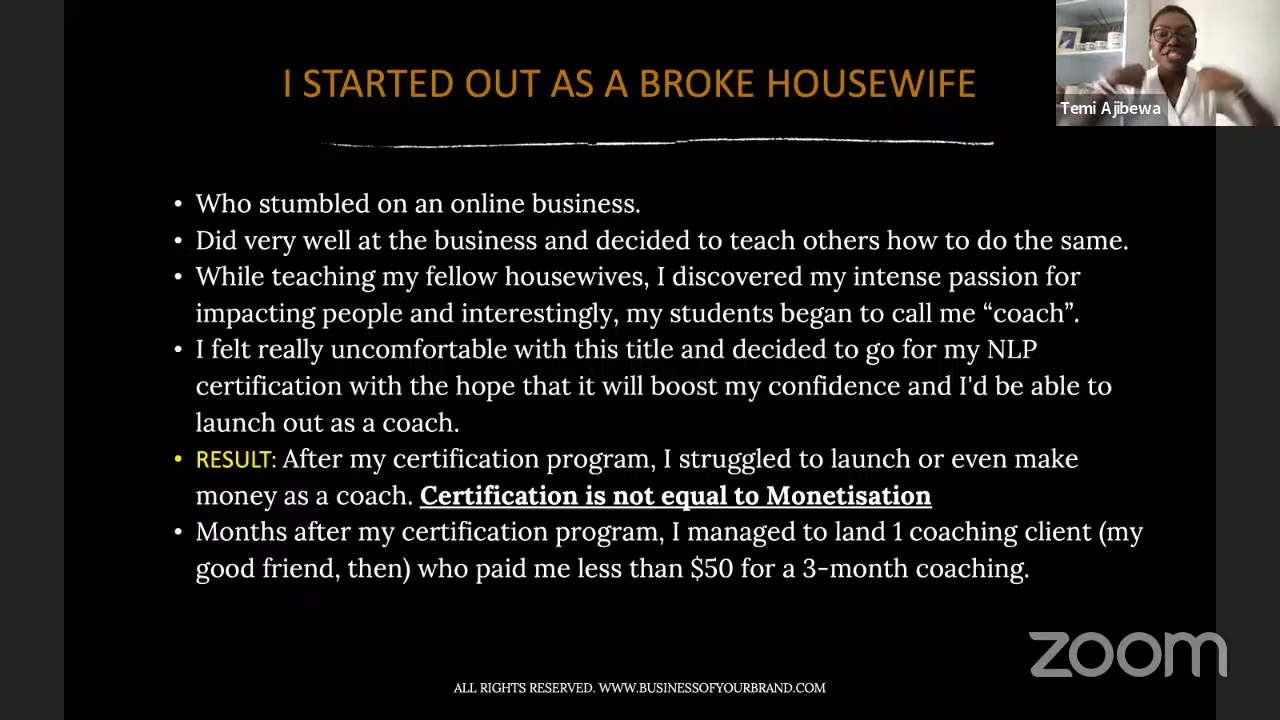 I STARTED OUT AS A BROKE HOUSEWIFE
Temi Ajibewa
• Who stumbled on an online business.
• Did very well at the business and decided to teach others how to do the same.
• While teaching my fellow housewives, I discovered my intense passion for
impacting people and interestingly, my students began to call me “coach”.
• I felt really uncomfortable with this title and decided to go for my NLP
certification with the hope that it will boost my confidence and I'd be able to
launch out as a coach.
• RESULT: After my certification program, I struggled to launch or even make
money as a coach. Certification is not equal to Monetisation
• Months after my certification program, I managed to land 1 coaching client (my
good friend, then) who paid me less than $50 for a 3-month coaching.
zoom
ALL RIGHTS RESERVED. WWW.BUSINESSOFYOURBRAND.COM